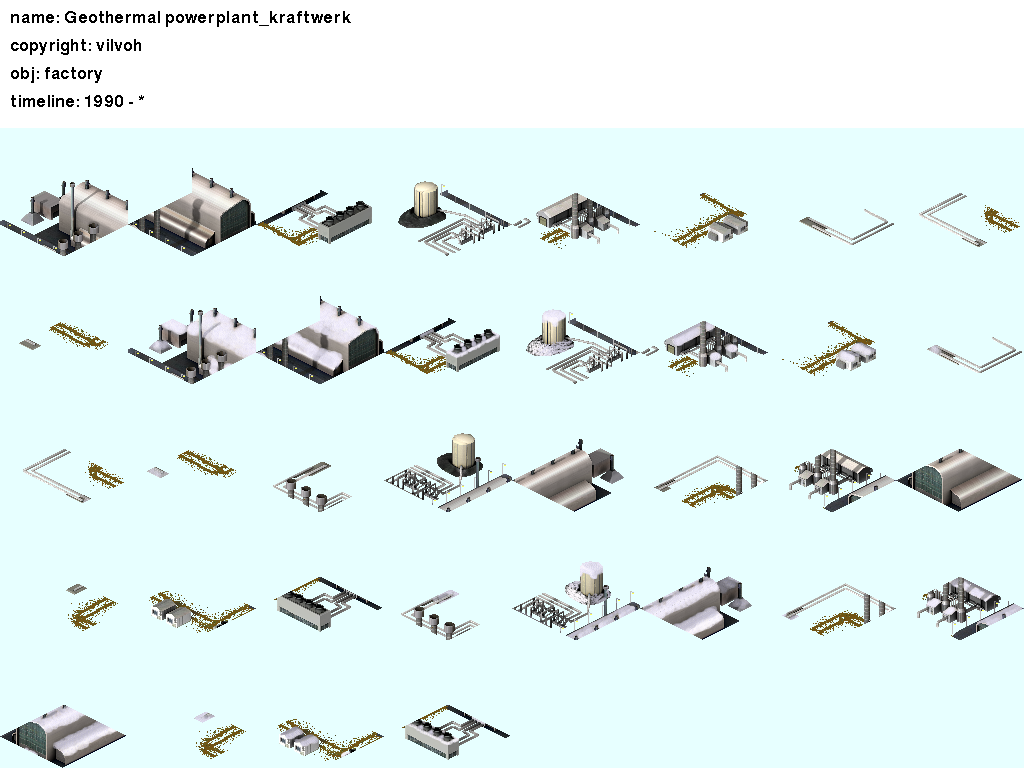 name: Geothermal powerplant_kraftwerk
copyright: vilvoh
obj: factory
timeline: 1990 - *